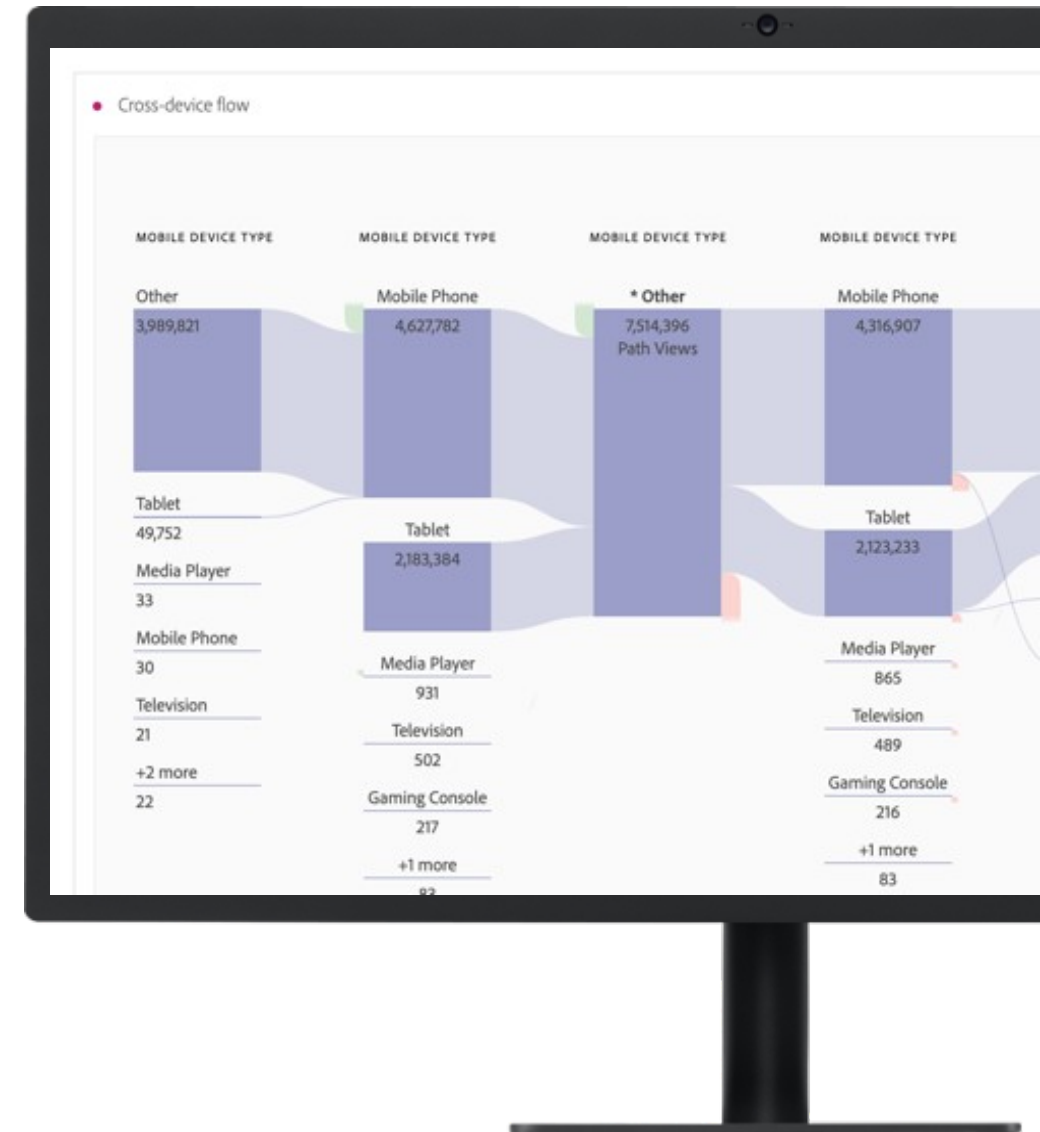 Cross-device flow
MOBILE DEVICE TYPE
Other
3,989,821
Tablet
49,752
Media Player
33
Mobile Phone
30
Television
21
+2 more
22
MOBILE DEVICE TYPE
Mobile Phone
4,627,782
Tablet
2,183,384
Media Player
931
Television
502
Gaming Console
217
+1 more
83
MOBILE DEVICE TYPE
* Other
7,514,396
Path Views
MOBILE DEVICE TYPE
Mobile Phone
4,316,907
Tablet
2,123,233
Media Player
865
Television
489
Gaming Console
216
+1 more
83